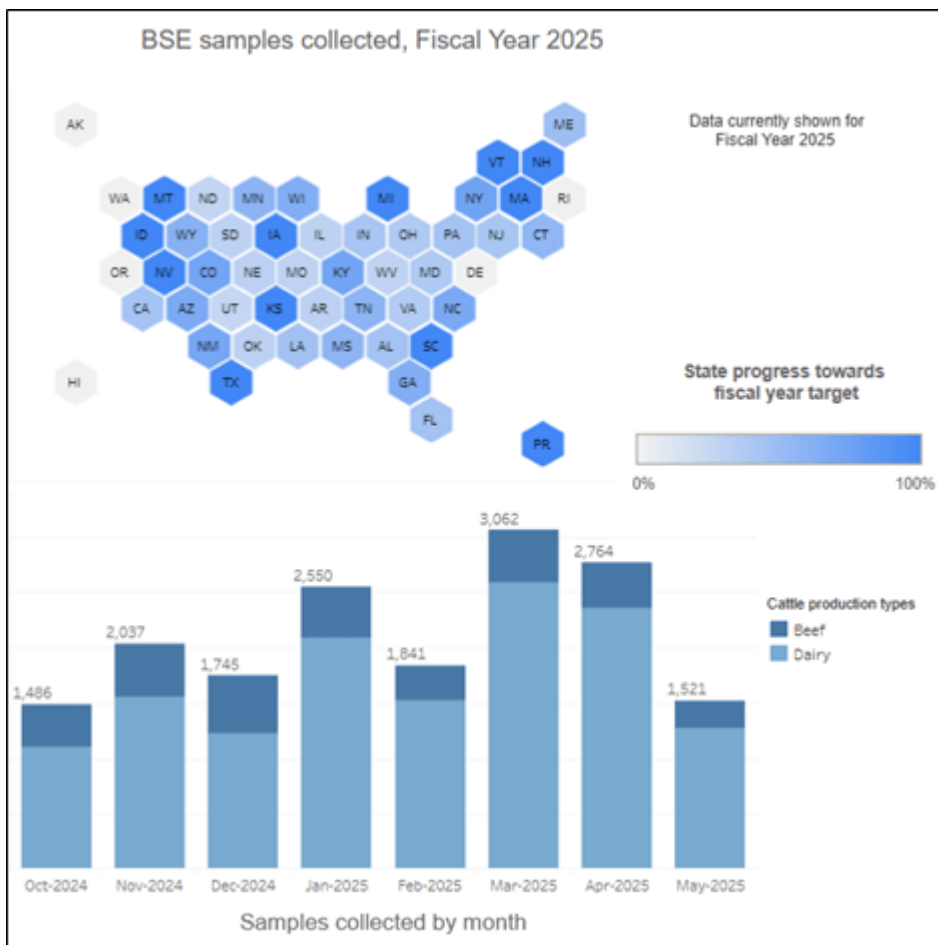 BSE samples collected, Fiscal Year 2025
AK
ME
Data currently shown for
Fiscal Year 2025
VT NH
WA MT ND MN WI MI NY MA RI
ID WY SD IA IL IN OH PA NJ CT
OR NV CO NE MO KY WV MD DE
CA AZ UT KS AR TN VA NC
NM OK LA MS AL SC
HI TX GA
FL
PR
State progress towards
fiscal year target
0% 100%
3,062
2,764
2,550
2,037
1,841
1,745
1,521
1,486
Cattle production types
Beef
Dairy
Oct-2024 Nov-2024 Dec-2024 Jan-2025 Feb-2025 Mar-2025 Apr-2025 May-2025
Samples collected by month